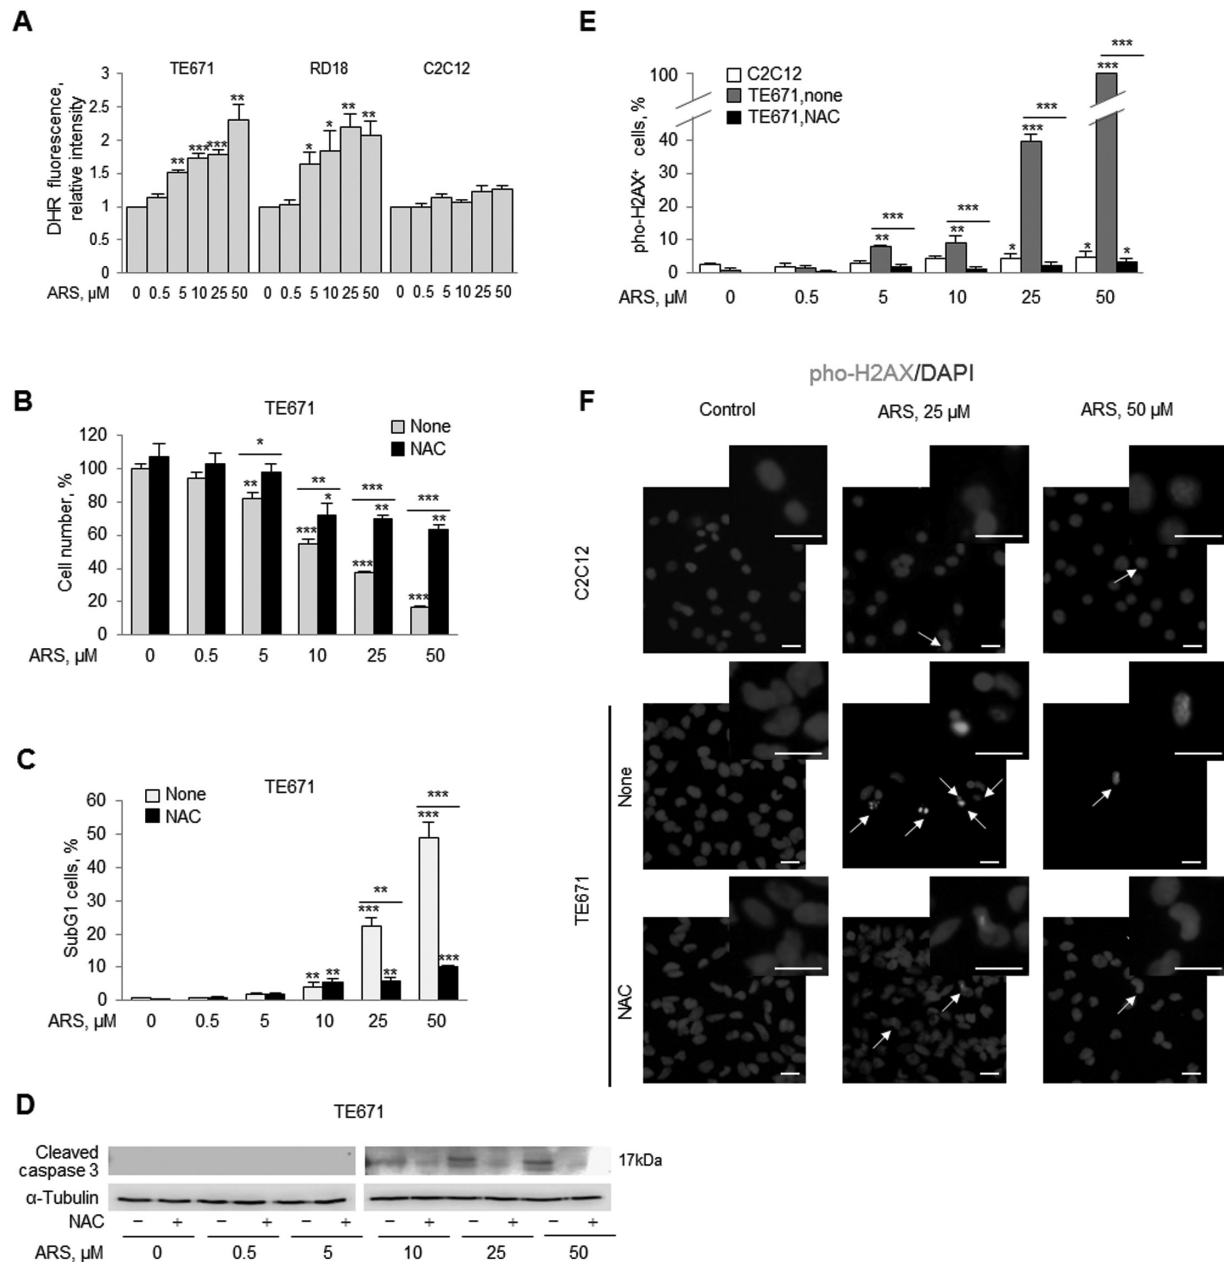 A
TE671 RD18 C2C12
DHR fluorescence,
relative intensity
3
2.5
2
1.5
1
0.5
0
** *** *** **
* * ** **
ARS, µM 0 0.5 5 10 25 50 0 0.5 5 10 25 50 0 0.5 5 10 25 50
B
TE671
None
NAC
Cell number, %
120
100
80
60
40
20
0
* ** *** ***
** *** * *** ** *** **
ARS, µM 0 0.5 5 10 25 50
C
TE671
None
NAC
SubG1 cells, %
60
50
40
30
20
10
0
** ***
** ** *** ** *** ***
ARS, µM 0 0.5 5 10 25 50
D
TE671
Cleaved
caspase 3
17kDa
α-Tubulin
NAC − + − + − + − + − + − +
ARS, µM 0 0.5 5 10 25 50
E
C2C12
TE671,none
TE671,NAC
pho-H2AX⁺ cells, %
100
40
30
20
10
0
*** *** *** ***
** ** * *** * *** *
ARS, µM 0 0.5 5 10 25 50
F
pho-H2AX/DAPI
Control ARS, 25 µM ARS, 50 µM
C2C12
TE671
None
NAC